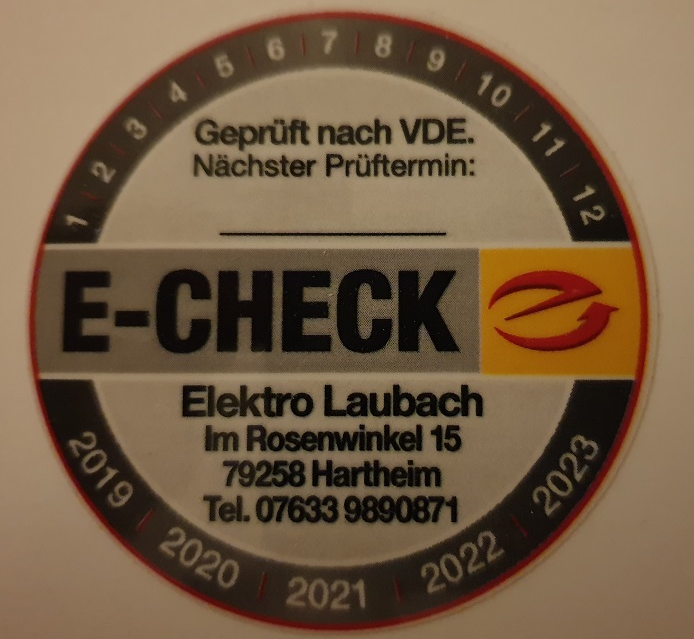 1 2 3 4 5 6 7 8 9 10 11 12
Geprüft nach VDE.
Nächster Prüftermin:
E-CHECK
Elektro Laubach
Im Rosenwinkel 15
79258 Hartheim
Tel. 07633 9890871
2019 2020 2021 2022 2023